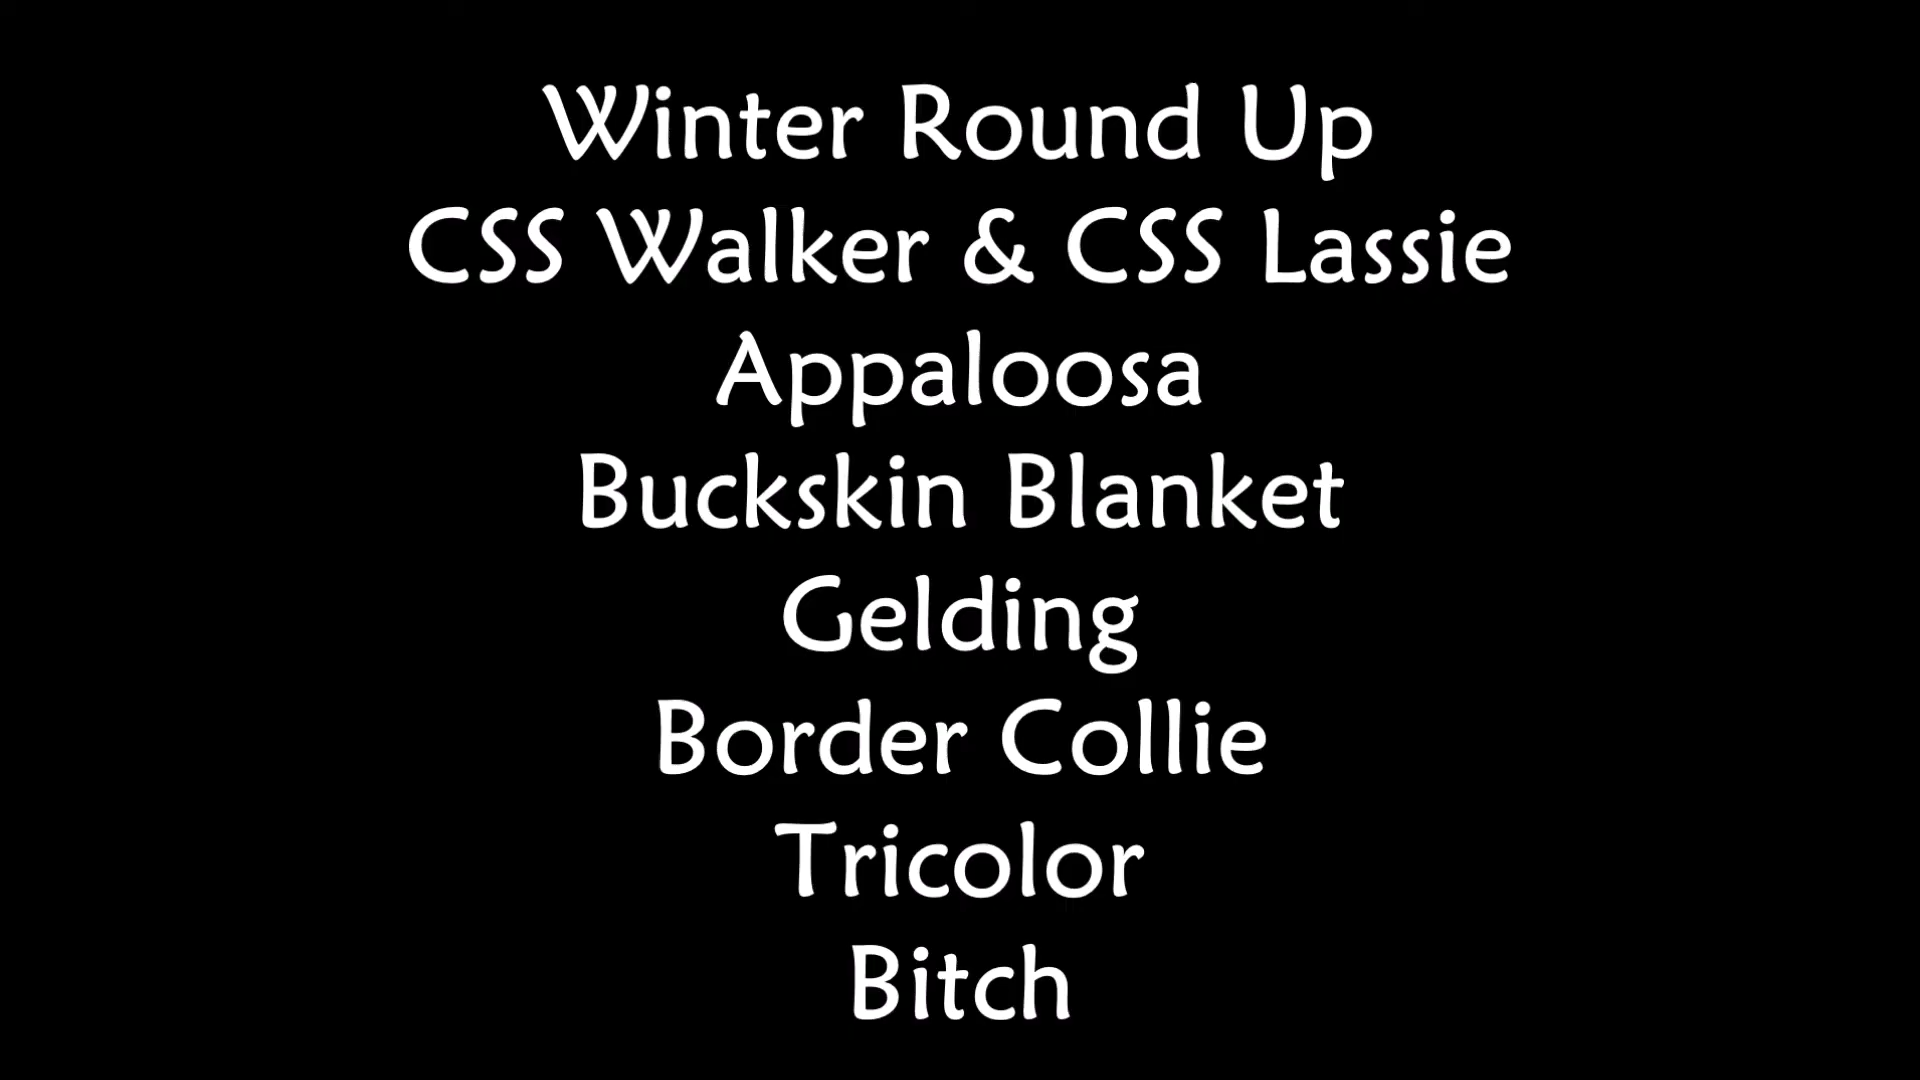 Winter Round Up
CSS Walker & CSS Lassie
Appaloosa
Buckskin Blanket
Gelding
Border Collie
Tricolor
Bitch